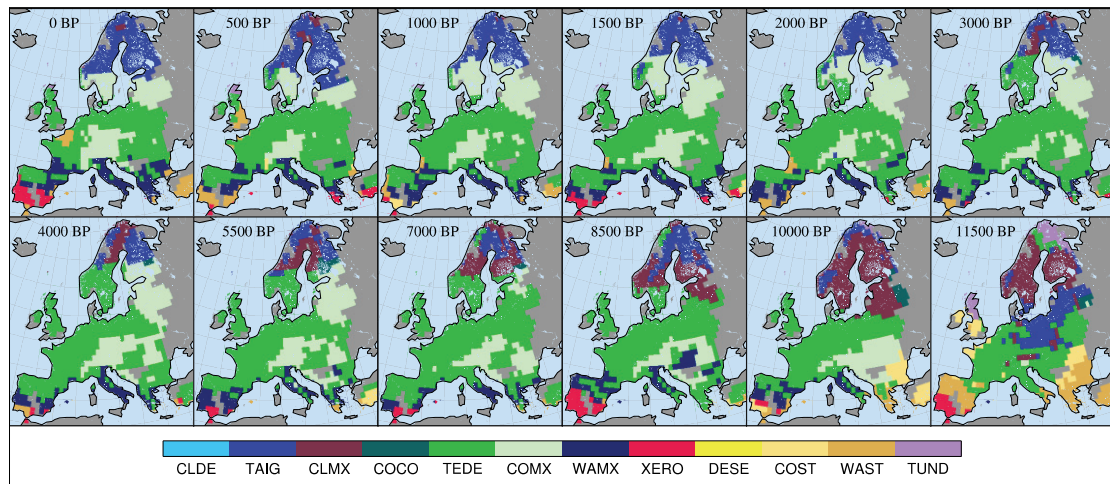 0 BP 500 BP 1000 BP 1500 BP 2000 BP 3000 BP
4000 BP 5500 BP 7000 BP 8500 BP 10000 BP 11500 BP
CLDE TAIG CLMX COCO TEDE COMX WAMX XERO DESE COST WAST TUND